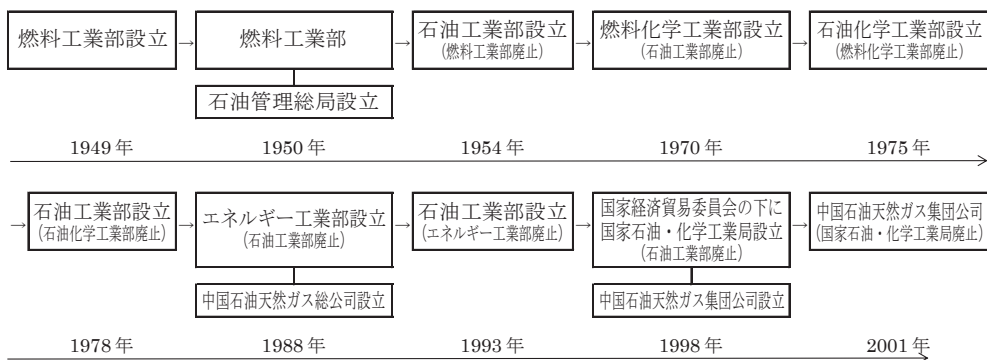 燃料工業部設立
→
燃料工業部
→
石油工業部設立
(燃料工業部廃止)
→
燃料化学工業部設立
(石油工業部廃止)
→
石油化学工業部設立
(燃料化学工業部廃止)
石油管理総局設立
1949年
1950年
1954年
1970年
1975年
→
石油工業部設立
(石油化学工業部廃止)
→
エネルギー工業部設立
(石油工業部廃止)
→
石油工業部設立
(エネルギー工業部廃止)
→
国家経済貿易委員会の下に
国家石油・化学工業局設立
(石油工業部廃止)
→
中国石油天然ガス集団公司
(国家石油・化学工業局廃止)
中国石油天然ガス総公司設立
中国石油天然ガス集団公司設立
1978年
1988年
1993年
1998年
2001年